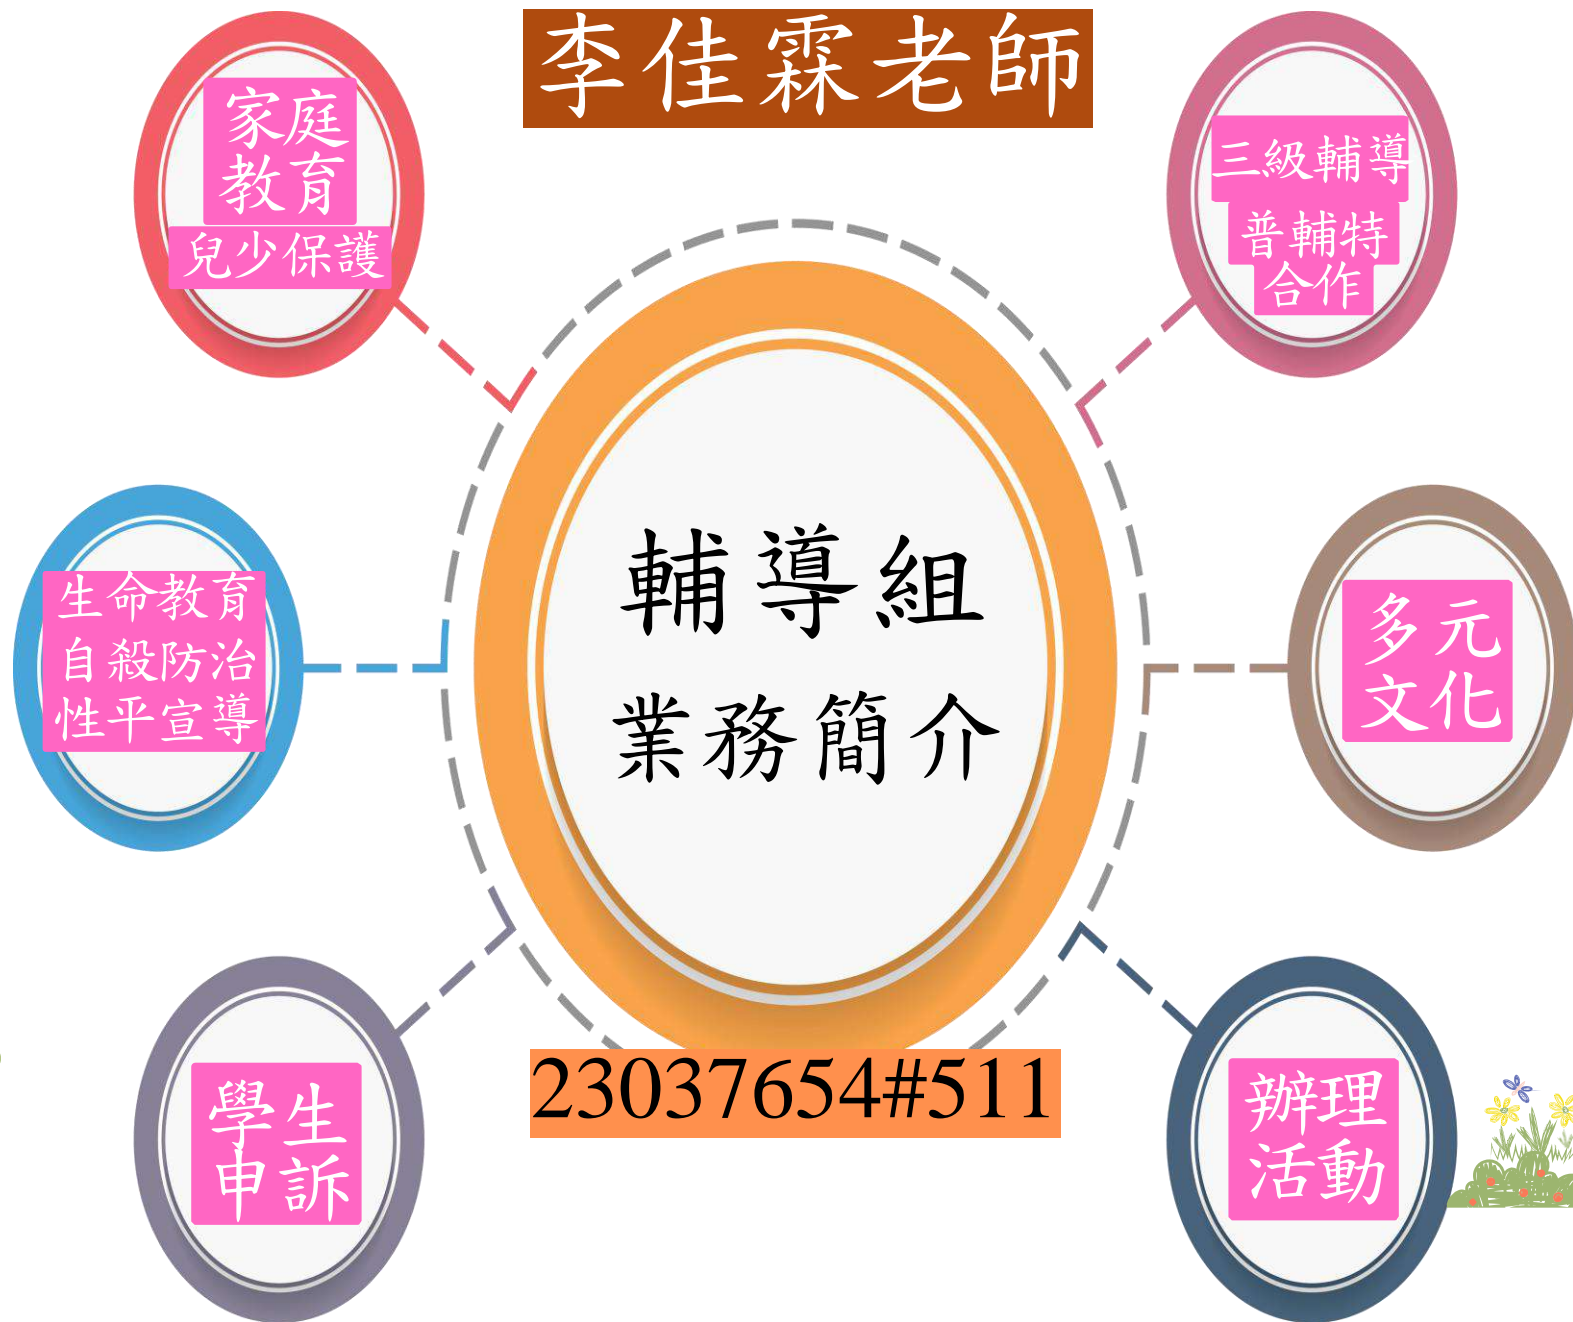 李佳霖老師
家庭
教育
兒少保護
三級輔導
普輔特
合作
生命教育
自殺防治
性平宣導
輔導組
業務簡介
多元
文化
學生
申訴
23037654#511
辦理
活動